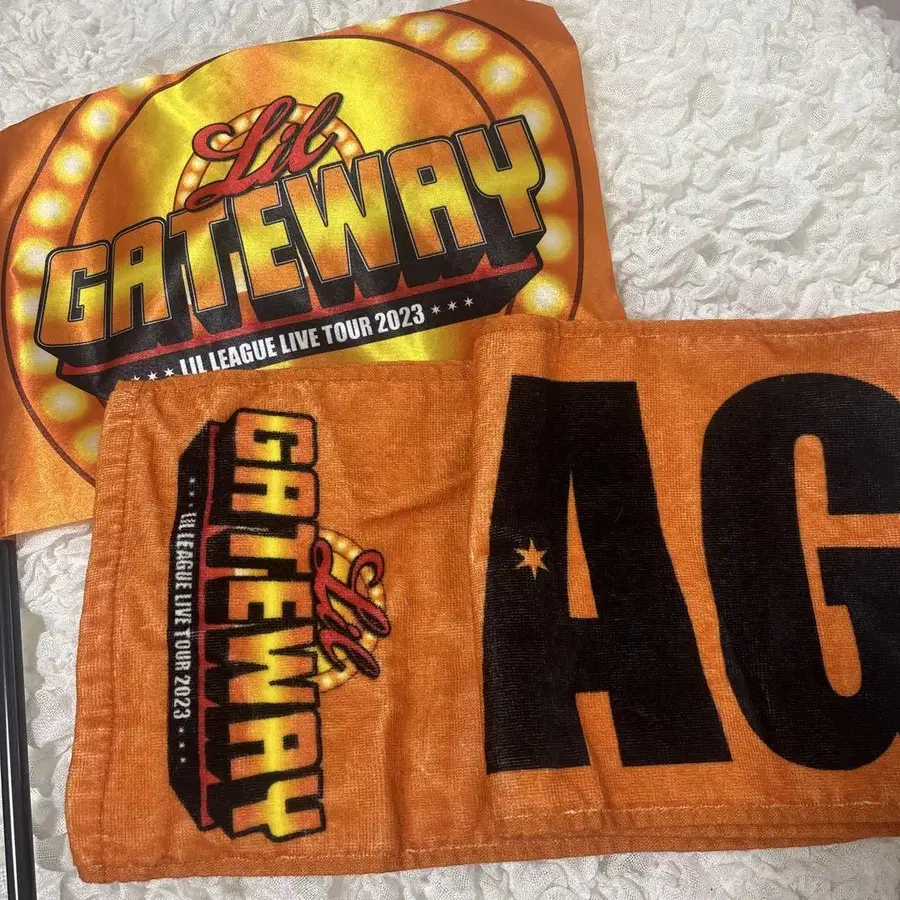 Lil
GATEWAY
★ ★ ★ LIL LEAGUE LIVE TOUR 2023 ★ ★ ★
Lil
GATEWAY
★ ★ ★ LIL LEAGUE LIVE TOUR 2023 ★ ★ ★
AG